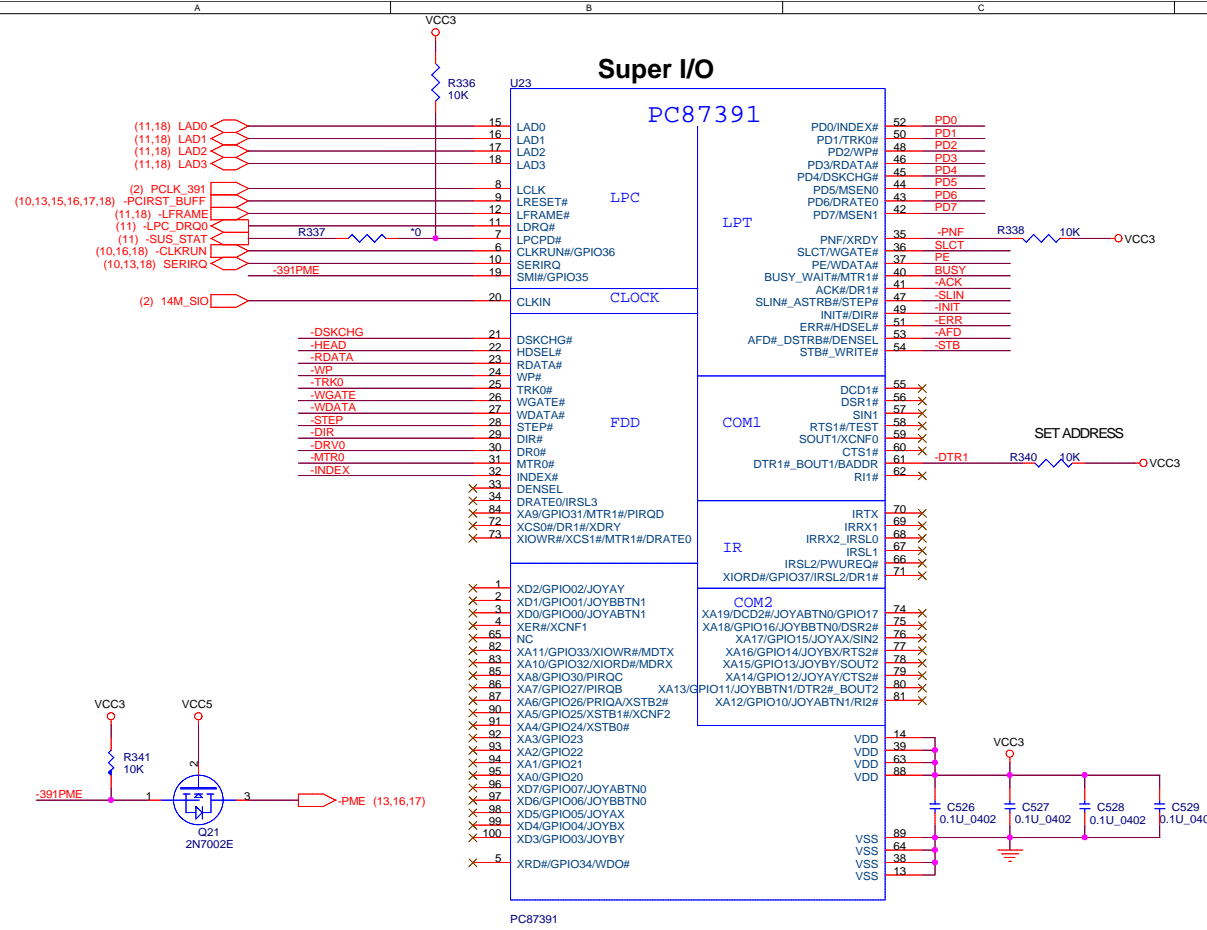 A B C
VCC3
Super I/O
R336
10K
U23
PC87391
(11,18) LAD0 15 LAD0 PD0/INDEX# 52 PD0
(11,18) LAD1 16 LAD1 PD1/TRK0# 50 PD1
(11,18) LAD2 17 LAD2 PD2/WP# 48 PD2
(11,18) LAD3 18 LAD3 PD3/RDATA# 46 PD3
PD4/DSKCHG# 45 PD4
(2) PCLK_391 8 LCLK PD5/MSEN0 44 PD5
(10,13,15,16,17,18) -PCIRST_BUFF 9 LRESET# LPC PD6/DRATE0 43 PD6
(11,18) -LFRAME 12 LFRAME# PD7/MSEN1 42 PD7
(11) -LPC_DRQ0 11 LDRQ# LPT
(11) -SUS_STAT R337 *0 7 LPCPD# PNF/XRDY 35 -PNF R338 10K VCC3
(10,16,18) -CLKRUN 6 CLKRUN#/GPIO36 SLCT/WGATE# 36 SLCT
(10,13,18) SERIRQ 10 SERIRQ PE/WDATA# 37 PE
-391PME 19 SMI#/GPIO35 BUSY_WAIT#/MTR1# 40 BUSY
ACK#/DR1# 41 -ACK
(2) 14M_SIO 20 CLKIN CLOCK SLIN#_ASTRB#/STEP# 47 -SLIN
INIT#/DIR# 49 -INIT
ERR#/HDSEL# 51 -ERR
-DSKCHG 21 DSKCHG# AFD#_DSTRB#/DENSEL 53 -AFD
-HEAD 22 HDSEL# STB#_WRITE# 54 -STB
-RDATA 23 RDATA#
-WP 24 WP#
-TRK0 25 TRK0# DCD1# 55
-WGATE 26 WGATE# DSR1# 56
-WDATA 27 WDATA# SIN1 57
-STEP 28 STEP# FDD COM1 RTS1#/TEST 58
-DIR 29 DIR# SOUT1/XCNF0 59 SET ADDRESS
-DRV0 30 DR0# CTS1# 60
-MTR0 31 MTR0# DTR1#_BOUT1/BADDR 61 -DTR1 R340 10K VCC3
-INDEX 32 INDEX# RI1# 62
33 DENSEL
34 DRATE0/IRSL3
84 XA9/GPIO31/MTR1#/PIRQD IRTX 70
72 XCS0#/DR1#/XDRY IRRX1 69
73 XIOWR#/XCS1#/MTR1#/DRATE0 IRRX2_IRSL0 68
IR IRSL1 67
IRSL2/PWUREQ# 66
XIORD#/GPIO37/IRSL2/DR1# 71
1 XD2/GPIO02/JOYAY
2 XD1/GPIO01/JOYBBTN1 COM2
3 XD0/GPIO00/JOYABTN1 XA19/DCD2#/JOYABTN0/GPIO17 74
4 XER#/XCNF1 XA18/GPIO16/JOYBBTN0/DSR2# 75
65 NC XA17/GPIO15/JOYAX/SIN2 76
82 XA11/GPIO33/XIOWR#/MDTX XA16/GPIO14/JOYBX/RTS2# 77
83 XA10/GPIO32/XIORD#/MDRX XA15/GPIO13/JOYBY/SOUT2 78
85 XA8/GPIO30/PIRQC XA14/GPIO12/JOYAY/CTS2# 79
86 XA7/GPIO27/PIRQB XA13/GPIO11/JOYBBTN1/DTR2#_BOUT2 80
87 XA6/GPIO26/PRIQA/XSTB2# XA12/GPIO10/JOYABTN1/RI2# 81
90 XA5/GPIO25/XSTB1#/XCNF2
91 XA4/GPIO24/XSTB0#
92 XA3/GPIO23 VDD 14
93 XA2/GPIO22 VDD 39
94 XA1/GPIO21 VDD 63
95 XA0/GPIO20 VDD 88
96 XD7/GPIO07/JOYABTN0
97 XD6/GPIO06/JOYBBTN0
98 XD5/GPIO05/JOYAX
99 XD4/GPIO04/JOYBX
100 XD3/GPIO03/JOYBY VSS 89
VSS 64
5 XRD#/GPIO34/WDO# VSS 38
VSS 13
PC87391
VCC3 VCC5
R341
10K
2
-391PME 1 3 -PME (13,16,17)
Q21
2N7002E
VCC3
C526 C527 C528 C529
0.1U_0402 0.1U_0402 0.1U_0402 0.1U_040